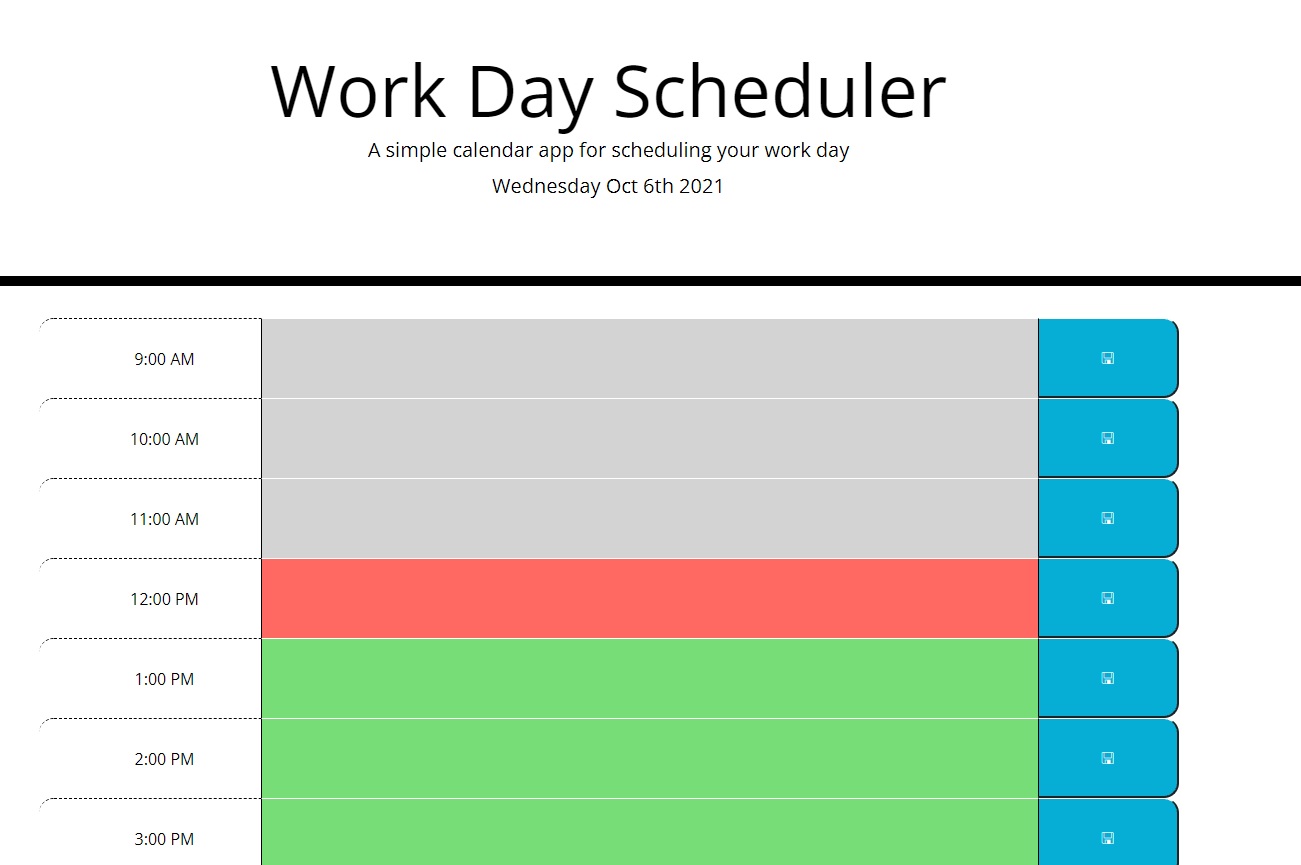 Work Day Scheduler
A simple calendar app for scheduling your work day
Wednesday Oct 6th 2021
9:00 AM
10:00 AM
11:00 AM
12:00 PM
1:00 PM
2:00 PM
3:00 PM